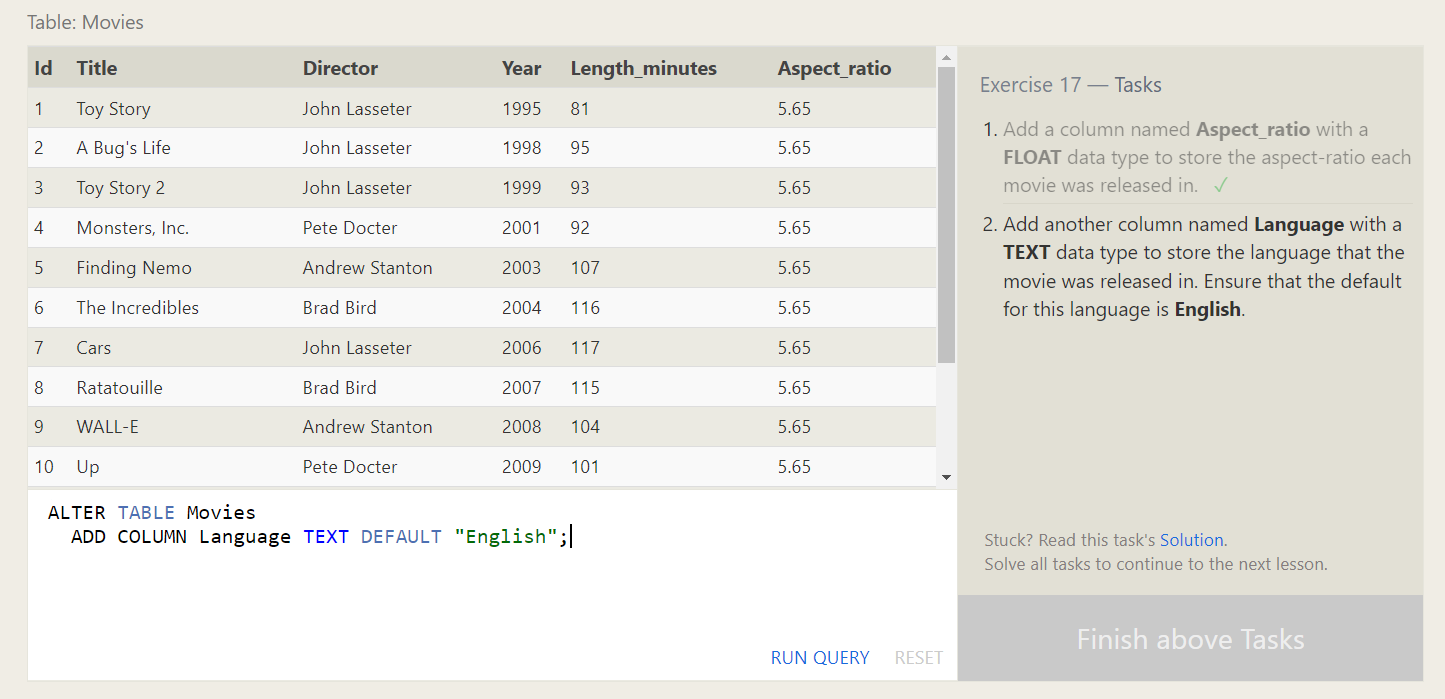 Table: Movies
Id Title Director Year Length_minutes Aspect_ratio
1 Toy Story John Lasseter 1995 81 5.65
2 A Bug's Life John Lasseter 1998 95 5.65
3 Toy Story 2 John Lasseter 1999 93 5.65
4 Monsters, Inc. Pete Docter 2001 92 5.65
5 Finding Nemo Andrew Stanton 2003 107 5.65
6 The Incredibles Brad Bird 2004 116 5.65
7 Cars John Lasseter 2006 117 5.65
8 Ratatouille Brad Bird 2007 115 5.65
9 WALL-E Andrew Stanton 2008 104 5.65
10 Up Pete Docter 2009 101 5.65
ALTER TABLE Movies
ADD COLUMN Language TEXT DEFAULT "English";
RUN QUERY RESET
Exercise 17 — Tasks
1. Add a column named Aspect_ratio with a
FLOAT data type to store the aspect-ratio each
movie was released in. ✓
2. Add another column named Language with a
TEXT data type to store the language that the
movie was released in. Ensure that the default
for this language is English.
Stuck? Read this task's Solution.
Solve all tasks to continue to the next lesson.
Finish above Tasks